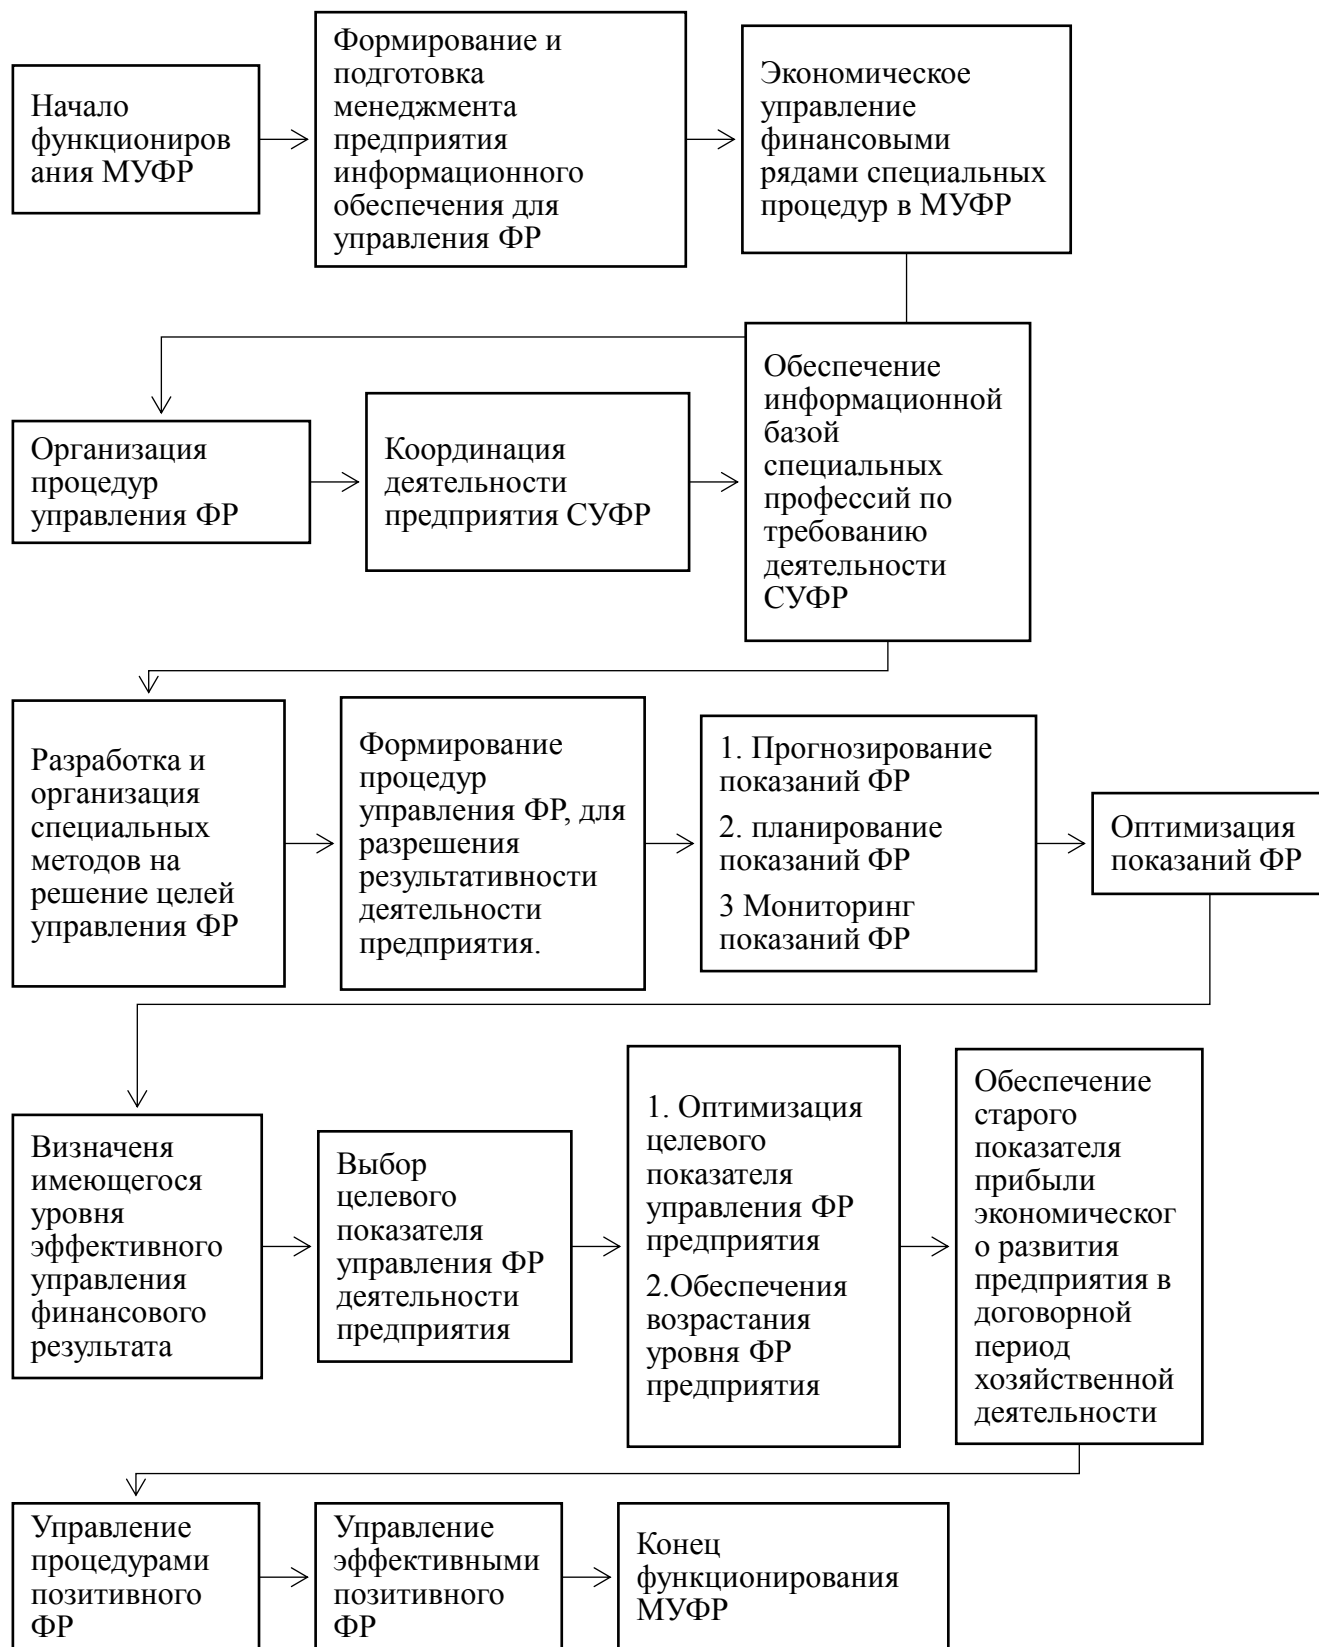 Начало
функциониров
ания МУФР
Формирование и
подготовка
менеджмента
предприятия
информационного
обеспечения для
управления ФР
Экономическое
управление
финансовыми
рядами специальных
процедур в МУФР
Организация
процедур
управления ФР
Координация
деятельности
предприятия СУФР
Обеспечение
информационной
базой
специальных
профессий по
требованию
деятельности
СУФР
Разработка и
организация
специальных
методов на
решение целей
управления ФР
Формирование
процедур
управления ФР, для
разрешения
результативности
деятельности
предприятия.
1. Прогнозирование
показаний ФР
2. планирование
показаний ФР
3 Мониторинг
показаний ФР
Оптимизация
показаний ФР
Визначеня
имеющегося
уровня
эффективного
управления
финансового
результата
Выбор
целевого
показателя
управления ФР
деятельности
предприятия
1. Оптимизация
целевого
показателя
управления ФР
предприятия
2.Обеспечения
возрастания
уровня ФР
предприятия
Обеспечение
старого
показателя
прибыли
экономическог
о развития
предприятия в
договорной
период
хозяйственной
деятельности
Управление
процедурами
позитивного
ФР
Управление
эффективными
позитивного
ФР
Конец
функционирования
МУФР